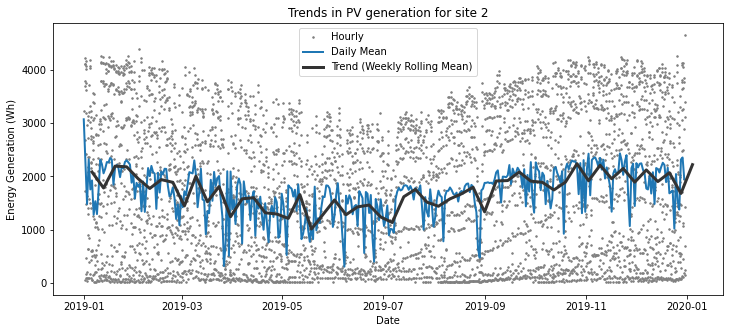 Trends in PV generation for site 2
Hourly
Daily Mean
Trend (Weekly Rolling Mean)
Energy Generation (Wh)
4000
3000
2000
1000
0
2019-01
2019-03
2019-05
2019-07
2019-09
2019-11
2020-01
Date